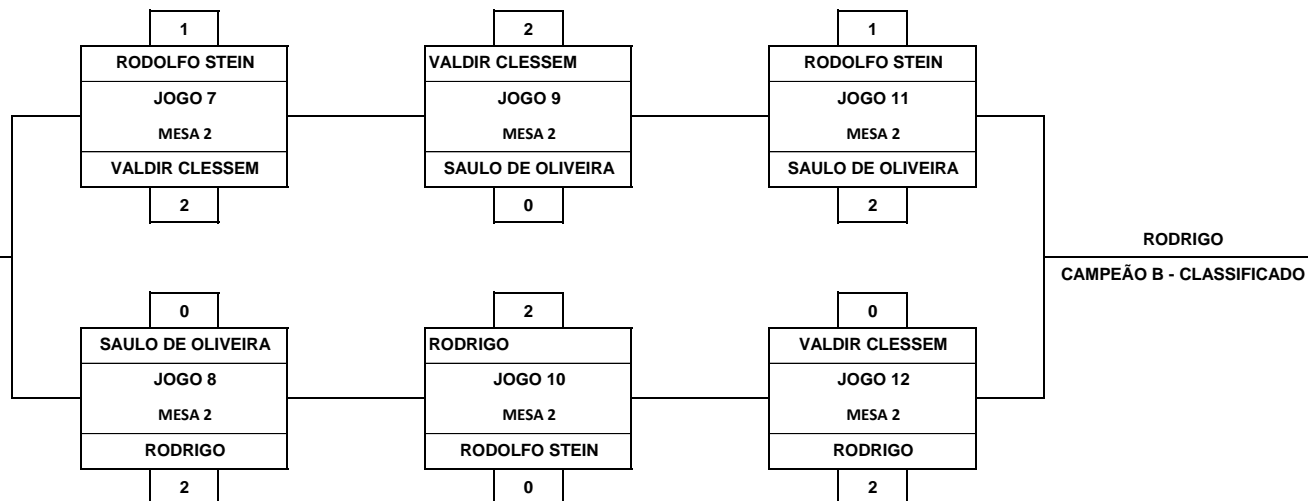 1
RODOLFO STEIN
JOGO 7
MESA 2
VALDIR CLESSEM
2
2
VALDIR CLESSEM
JOGO 9
MESA 2
SAULO DE OLIVEIRA
0
1
RODOLFO STEIN
JOGO 11
MESA 2
SAULO DE OLIVEIRA
2
RODRIGO
CAMPEÃO B - CLASSIFICADO
0
SAULO DE OLIVEIRA
JOGO 8
MESA 2
RODRIGO
2
2
RODRIGO
JOGO 10
MESA 2
RODOLFO STEIN
0
0
VALDIR CLESSEM
JOGO 12
MESA 2
RODRIGO
2